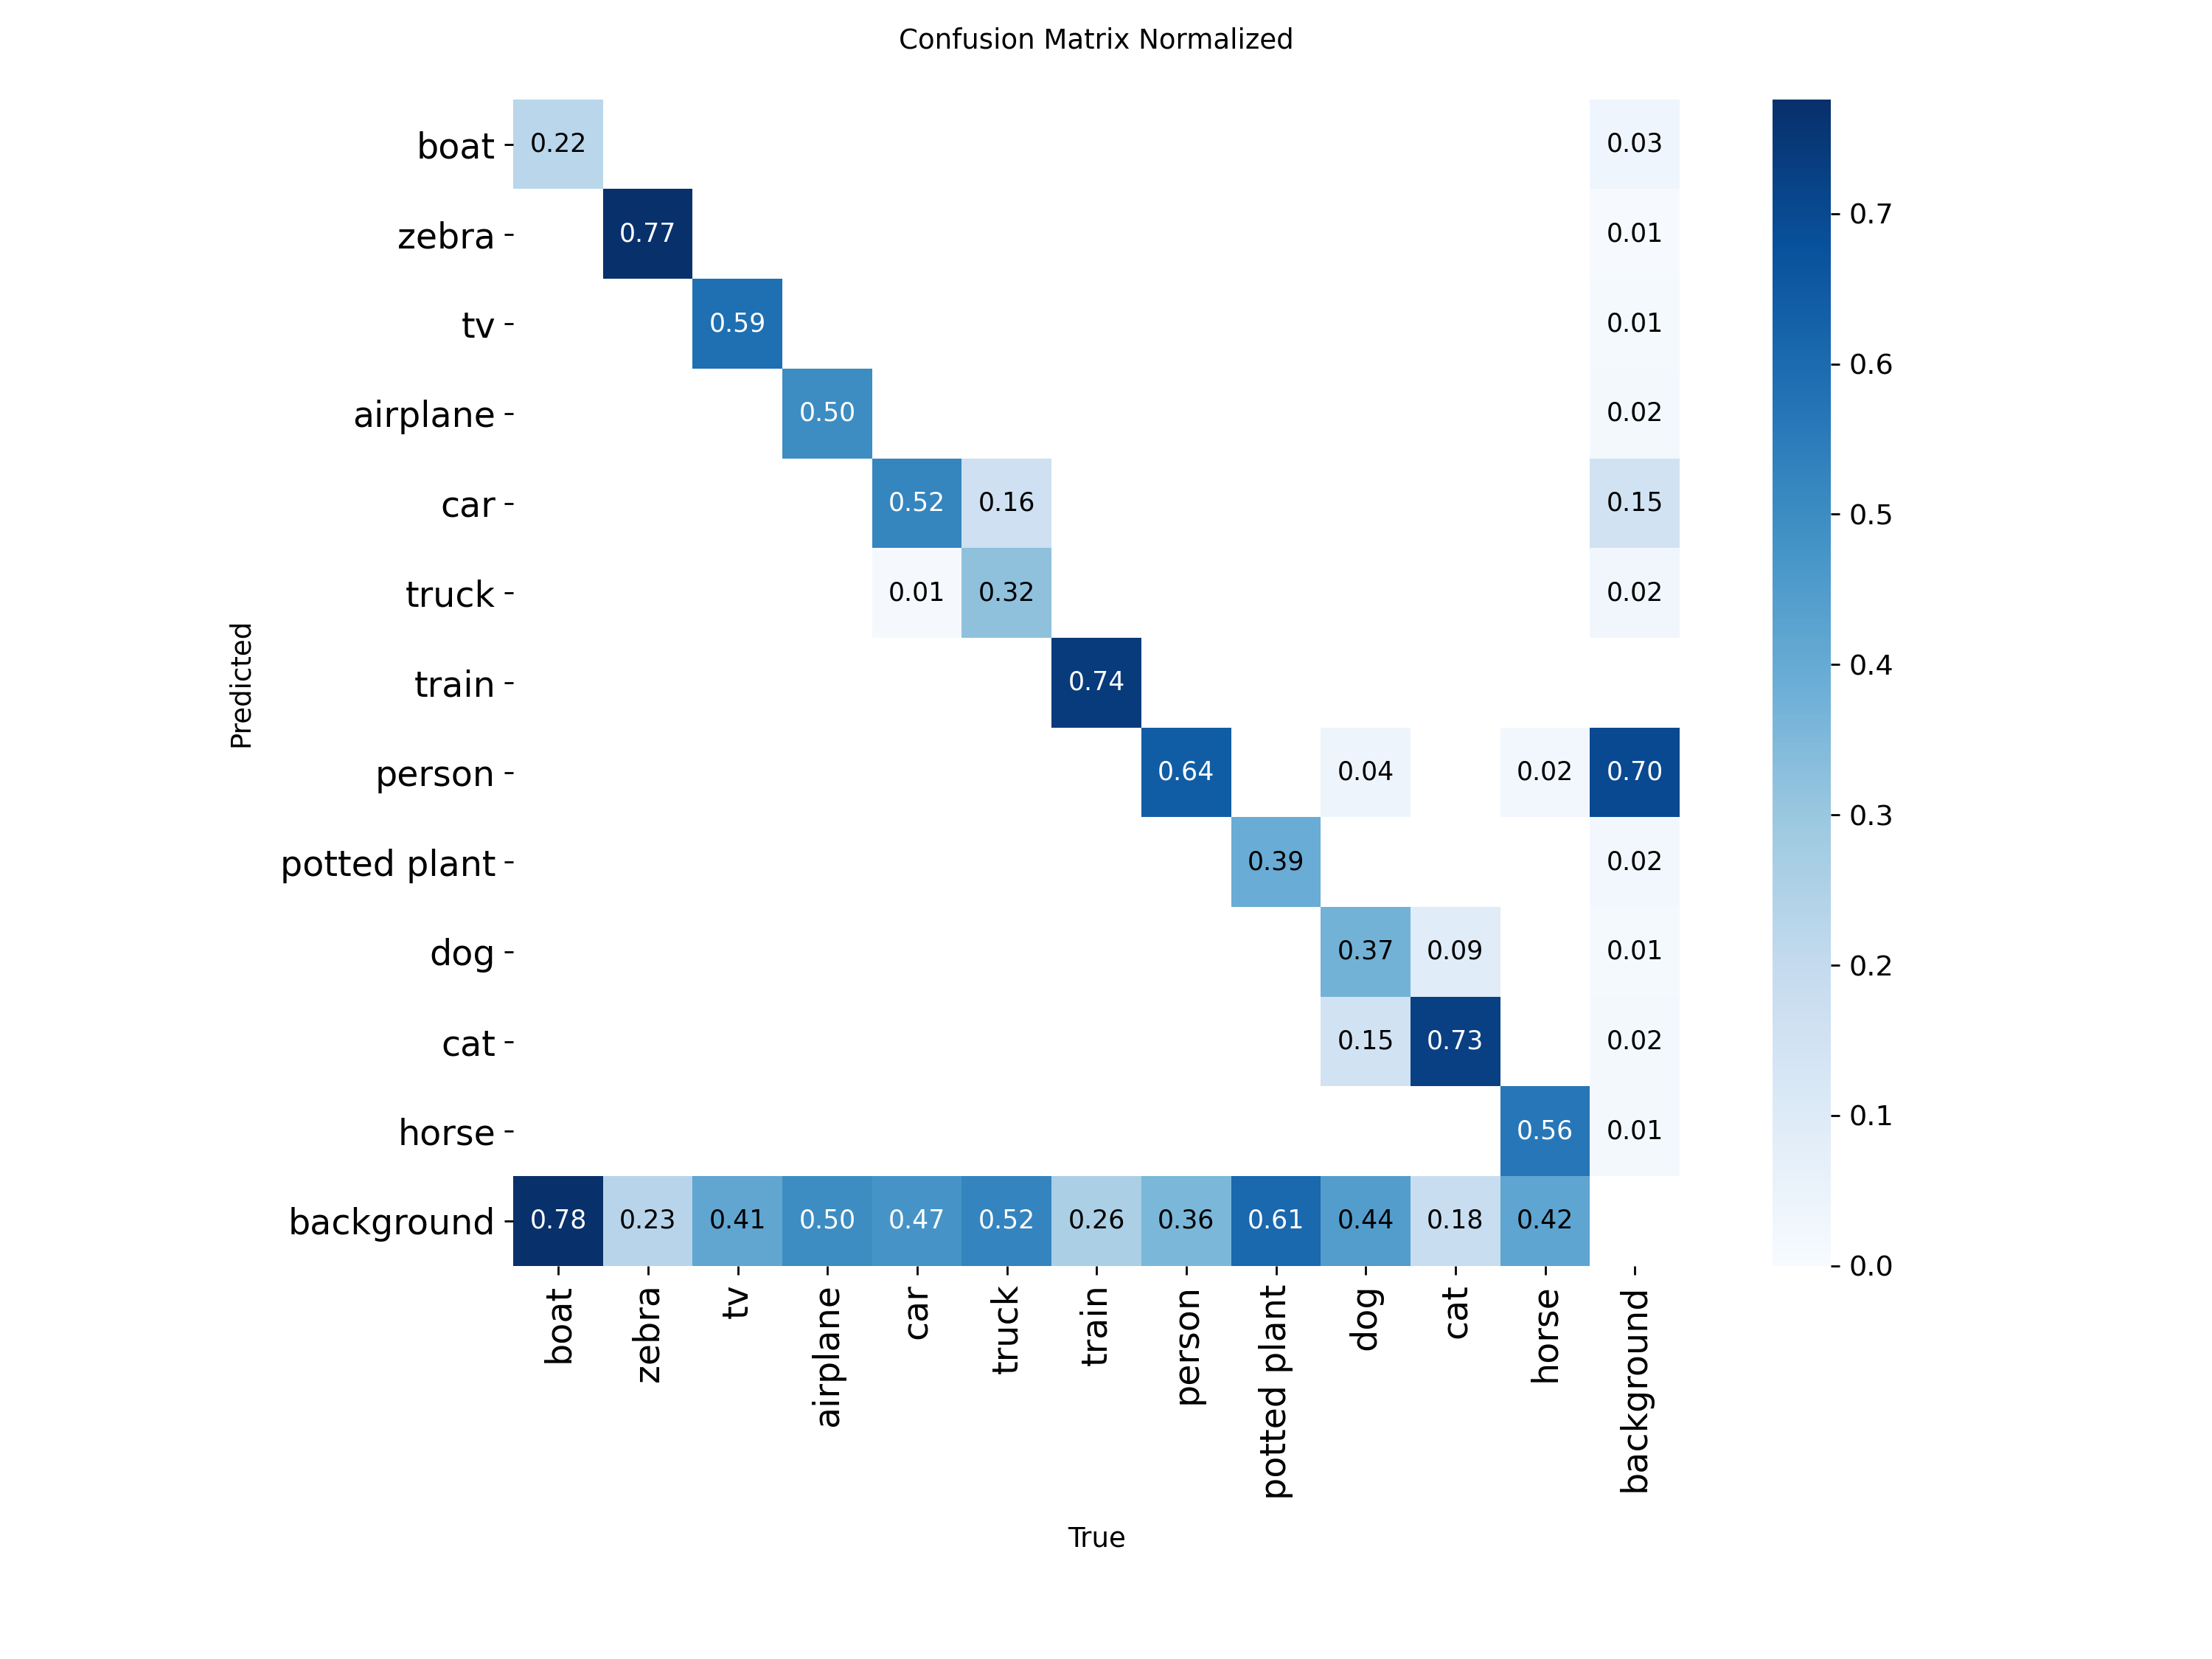 Confusion Matrix Normalized
boat 0.22 0.03
zebra 0.77 0.01
tv 0.59 0.01
airplane 0.50 0.02
car 0.52 0.16 0.15
truck 0.01 0.32 0.02
train 0.74
person 0.64 0.04 0.02 0.70
potted plant 0.39 0.02
dog 0.37 0.09 0.01
cat 0.15 0.73 0.02
horse 0.56 0.01
background 0.78 0.23 0.41 0.50 0.47 0.52 0.26 0.36 0.61 0.44 0.18 0.42
Predicted
boat
zebra
tv
airplane
car
truck
train
person
potted plant
dog
cat
horse
background
True
0.7
0.6
0.5
0.4
0.3
0.2
0.1
0.0